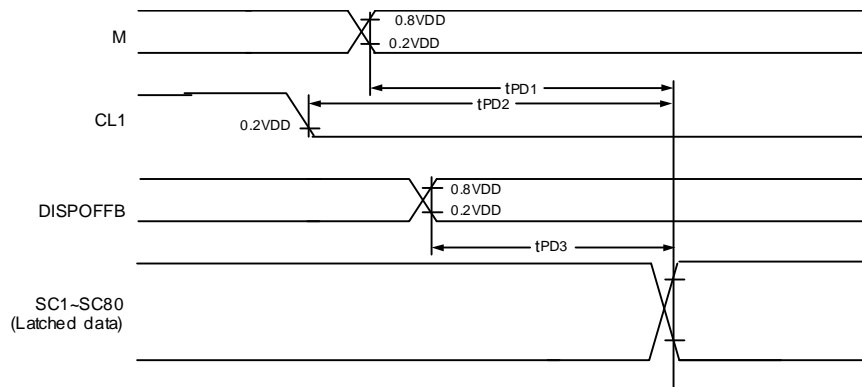 M
0.8VDD
0.2VDD
tPD1
tPD2
CL1
0.2VDD
DISPOFFB
0.8VDD
0.2VDD
tPD3
SC1~SC80
(Latched data)